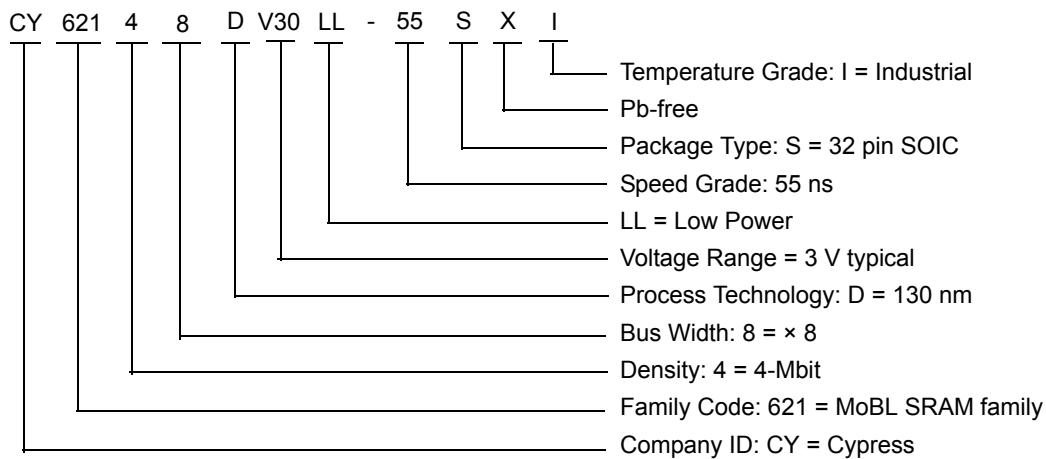 CY 621 4 8 D V30 LL - 55 S X I
Temperature Grade: I = Industrial
Pb-free
Package Type: S = 32 pin SOIC
Speed Grade: 55 ns
LL = Low Power
Voltage Range = 3 V typical
Process Technology: D = 130 nm
Bus Width: 8 = × 8
Density: 4 = 4-Mbit
Family Code: 621 = MoBL SRAM family
Company ID: CY = Cypress